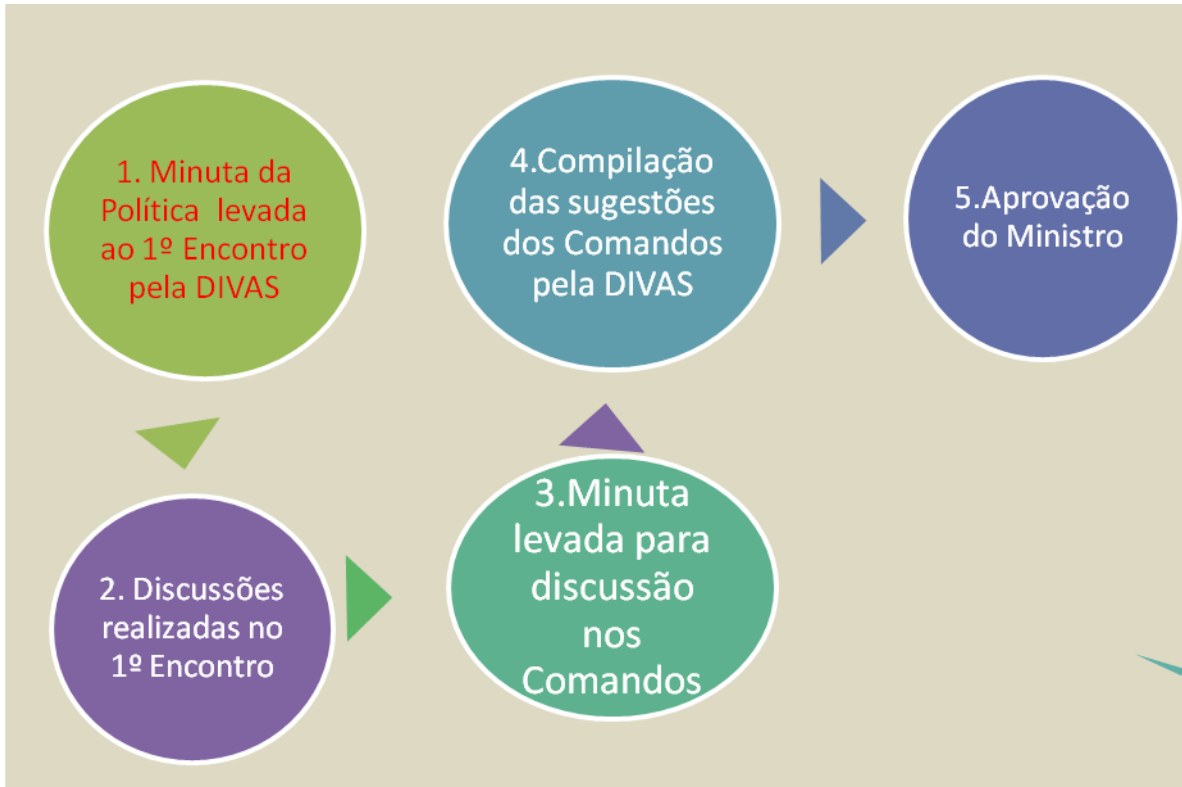 1. Minuta da
Política levada
ao 1º Encontro
pela DIVAS
2. Discussões
realizadas no
1º Encontro
3.Minuta
levada para
discussão
nos
Comandos
4.Compilação
das sugestões
dos Comandos
pela DIVAS
5.Aprovação
do Ministro